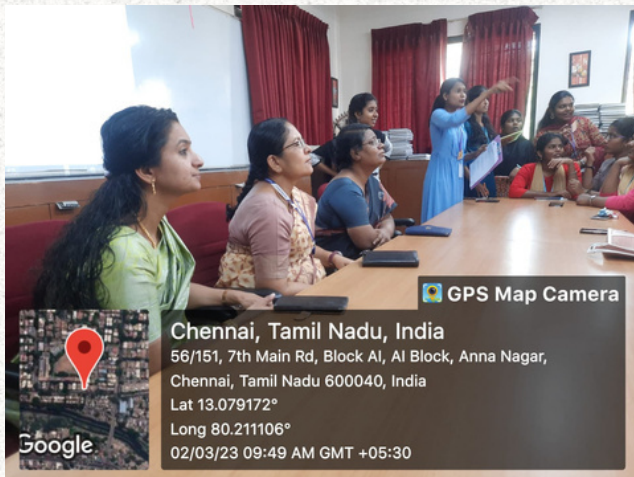 GPS Map Camera
Chennai, Tamil Nadu, India
56/151, 7th Main Rd, Block AI, AI Block, Anna Nagar,
Chennai, Tamil Nadu 600040, India
Lat 13.079172°
Long 80.211106°
02/03/23 09:49 AM GMT +05:30
Google